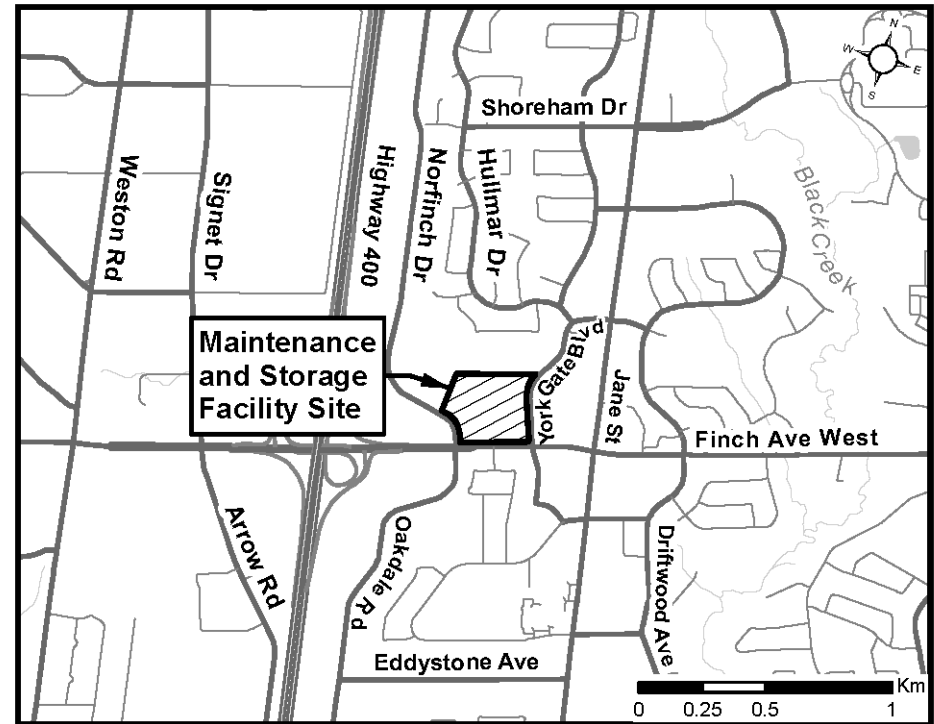 N
W
E
S
Shoreham Dr
Weston Rd
Signet Dr
Highway 400
Norfinch Dr
Hullmar Dr
Black Creek
Maintenance
and Storage
Facility Site
York Gate Blvd
Jane St
Finch Ave West
Arrow Rd
Oakdale Rd
Driftwood Ave
Eddystone Ave
Km
0 0.25 0.5 1